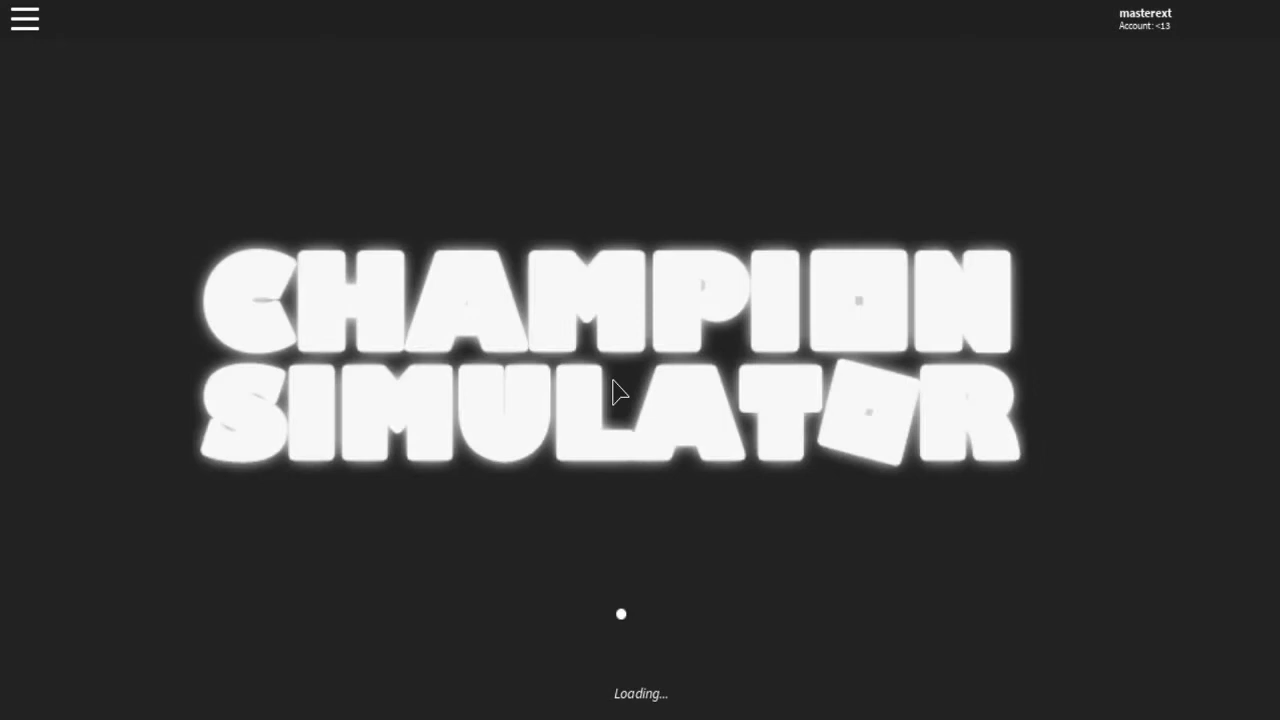 masterext
Account: <13
CHAMPION
SIMULATOR
Loading...